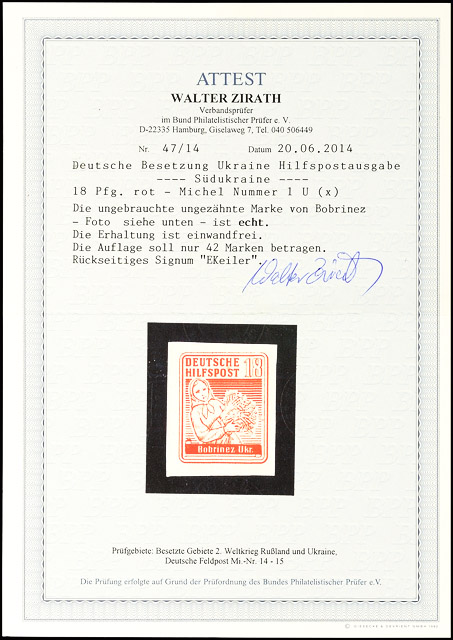 ATTEST
WALTER ZIRATH
Verbandsprüfer
im Bund Philatelistischer Prüfer e. V.
D-22335 Hamburg, Giselaweg 7, Tel. 040 506449
Nr. 47/14 Datum 20.06.2014
Deutsche Besetzung Ukraine Hilfspostausgabe
---- Südukraine ----
18 Pfg. rot - Michel Nummer 1 U (x)
Die ungebrauchte ungezähnte Marke von Bobrinez
- Foto siehe unten - ist echt.
Die Erhaltung ist einwandfrei.
Die Auflage soll nur 42 Marken betragen.
Rückseitiges Signum "EKeiler".
Walter Zirath
DEUTSCHE 18
HILFSPOST
Bobrinez Ukr.
Prüfgebiete: Besetzte Gebiete 2. Weltkrieg Rußland und Ukraine,
Deutsche Feldpost Mi.-Nr. 14 - 15
Die Prüfung erfolgte auf Grund der Prüfordnung des Bundes Philatelistischer Prüfer e.V.